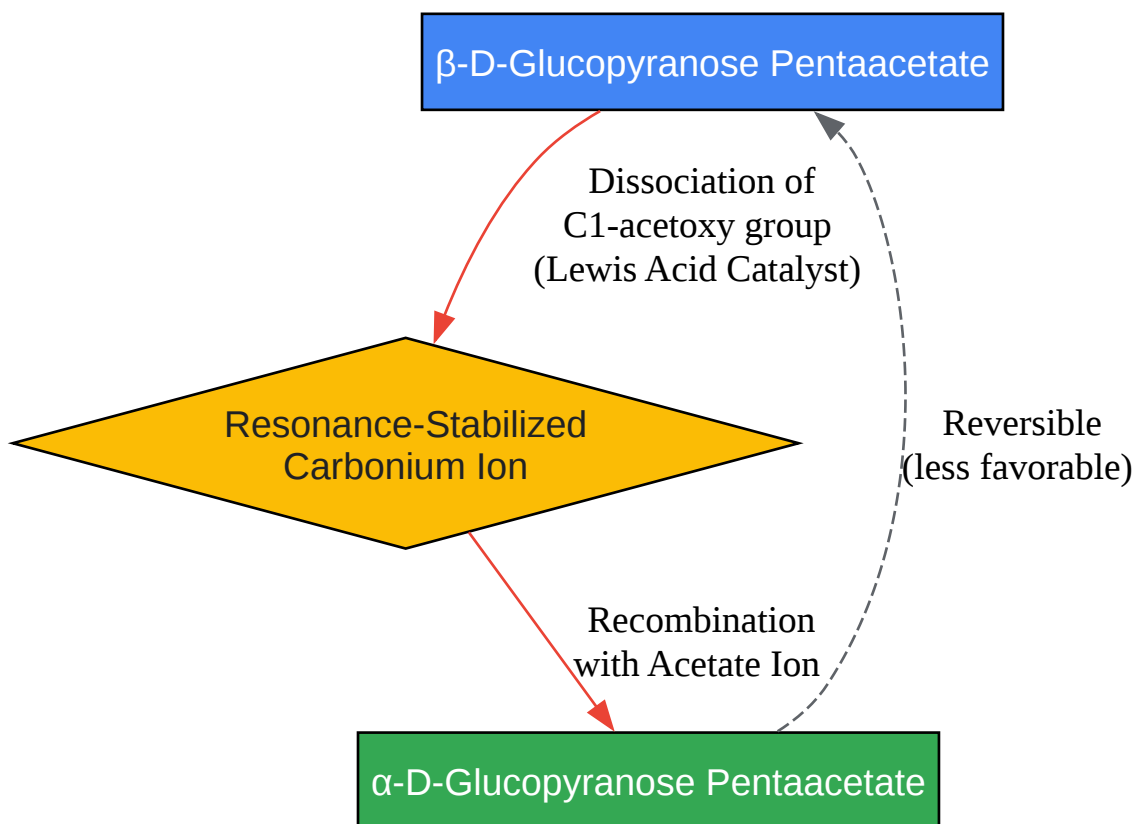 β-D-Glucopyranose Pentaacetate
Dissociation of
C1-acetoxy group
(Lewis Acid Catalyst)
Resonance-Stabilized
Carbonium Ion
Reversible
(less favorable)
Recombination
with Acetate Ion
α-D-Glucopyranose Pentaacetate